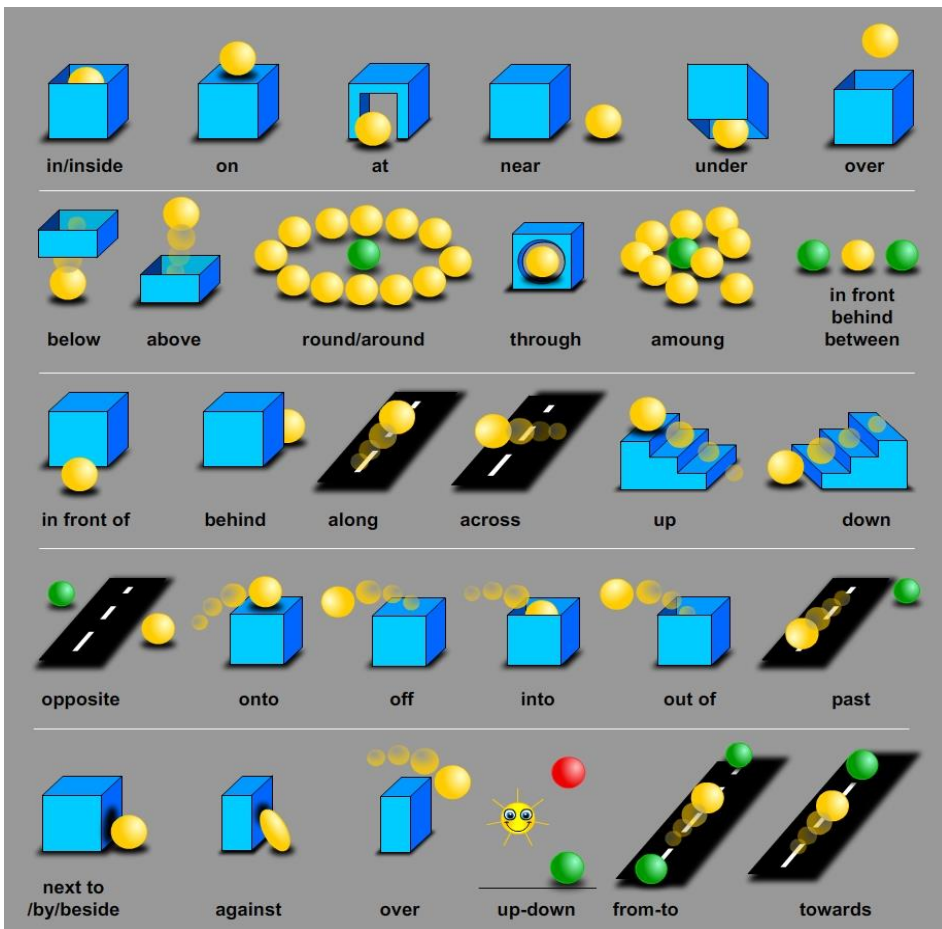 in/inside
on
at
near
under
over
below
above
round/around
through
amoung
in front
behind
between
in front of
behind
along
across
up
down
opposite
onto
off
into
out of
past
next to
/by/beside
against
over
up-down
from-to
towards